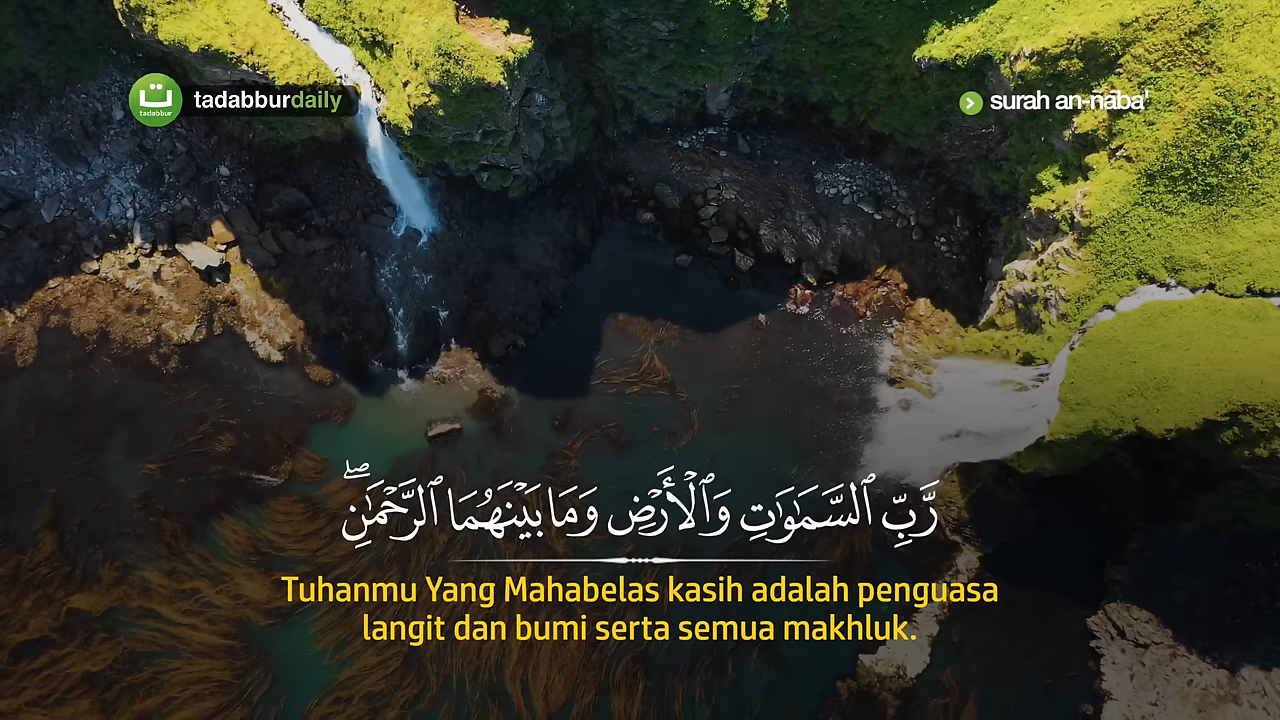 ت
tadabbur
tadabburdaily
surah an-naba'
رَّبِّ ٱلسَّمَـٰوَٰتِ وَٱلْأَرْضِ وَمَا بَيْنَهُمَا ٱلرَّحْمَـٰنِ ۖ
Tuhanmu Yang Mahabelas kasih adalah penguasa
langit dan bumi serta semua makhluk.